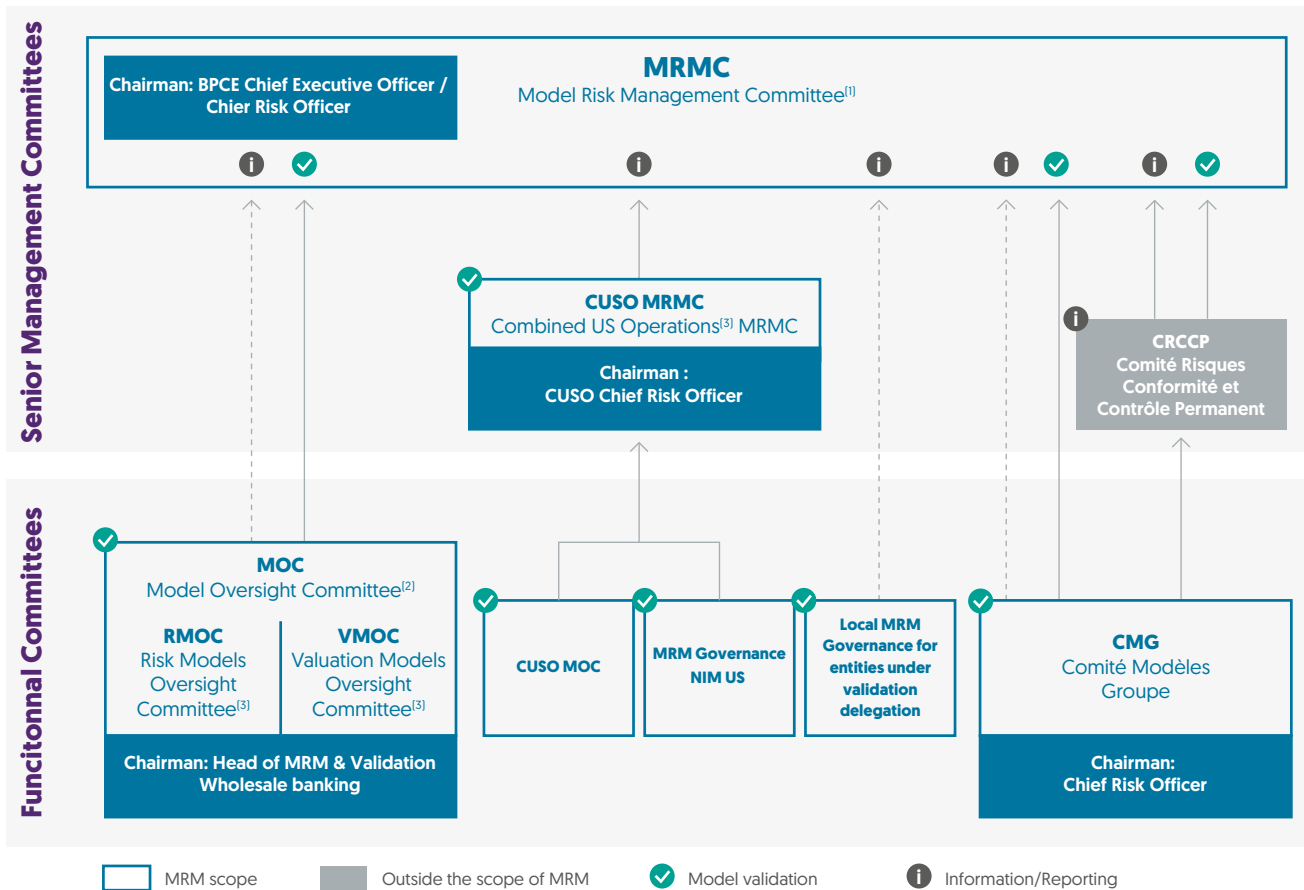 Senior Management Committees
Chairman: BPCE Chief Executive Officer /
Chier Risk Officer
MRMC
Model Risk Management Committee(1)
i
i
i
i
i
CUSO MRMC
Combined US Operations(3) MRMC
Chairman :
CUSO Chief Risk Officer
i
CRCCP
Comité Risques
Conformité et
Contrôle Permanent
Funcitonnal Committees
MOC
Model Oversight Committee(2)
RMOC
Risk Models
Oversight
Committee(3)
VMOC
Valuation Models
Oversight
Committee(3)
Chairman: Head of MRM & Validation
Wholesale banking
CUSO MOC
MRM Governance
NIM US
Local MRM
Governance for
entities under
validation
delegation
CMG
Comité Modèles
Groupe
Chairman:
Chief Risk Officer
MRM scope
Outside the scope of MRM
Model validation
i
Information/Reporting